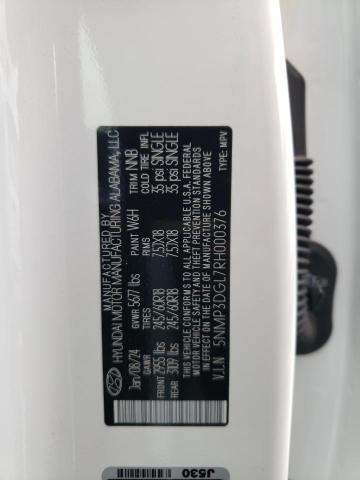 MANUFACTURED BY
HYUNDAI MOTOR MANUFACTURING ALABAMA, LLC
Jan/08/24 GVWR 5677 lbs PAINT W6H TRIM NNB
GAWR TIRES RIMS COLD TIRE INFL
FRONT 2955 lbs 245/60R18 7.5JX18 35 psi SINGLE
REAR 3109 lbs 245/60R18 7.5JX18 35 psi SINGLE
THIS VEHICLE CONFORMS TO ALL APPLICABLE U.S.A. FEDERAL
MOTOR VEHICLE SAFETY AND THEFT PREVENTION STANDARDS
IN EFFECT ON THE DATE OF MANUFACTURE SHOWN ABOVE.
V.I.N 5NMP3DGL7RH000376 TYPE: MPV
J530